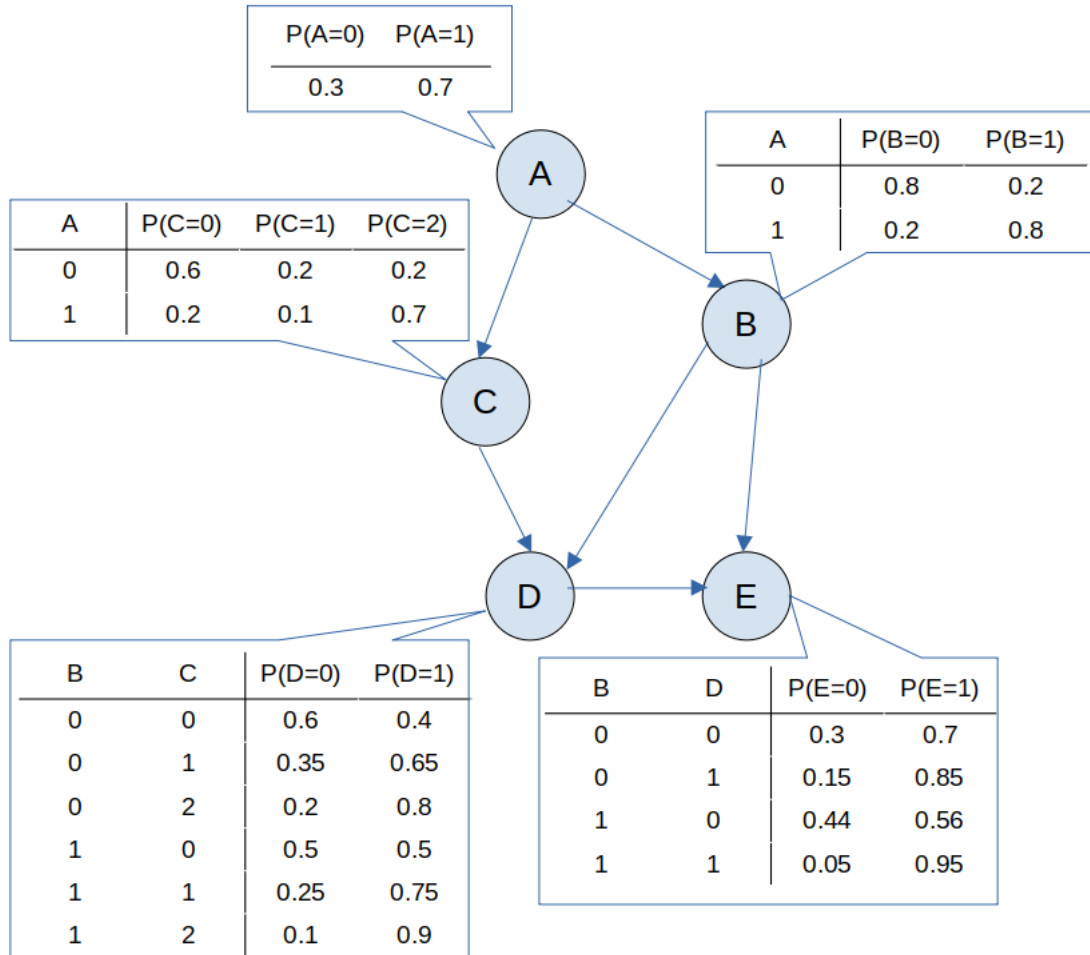 P(A=0) P(A=1)
0.3 0.7
A
A P(B=0) P(B=1)
0 0.8 0.2
1 0.2 0.8
A P(C=0) P(C=1) P(C=2)
0 0.6 0.2 0.2
1 0.2 0.1 0.7
B
C
D
E
B C P(D=0) P(D=1)
0 0 0.6 0.4
0 1 0.35 0.65
0 2 0.2 0.8
1 0 0.5 0.5
1 1 0.25 0.75
1 2 0.1 0.9
B D P(E=0) P(E=1)
0 0 0.3 0.7
0 1 0.15 0.85
1 0 0.44 0.56
1 1 0.05 0.95